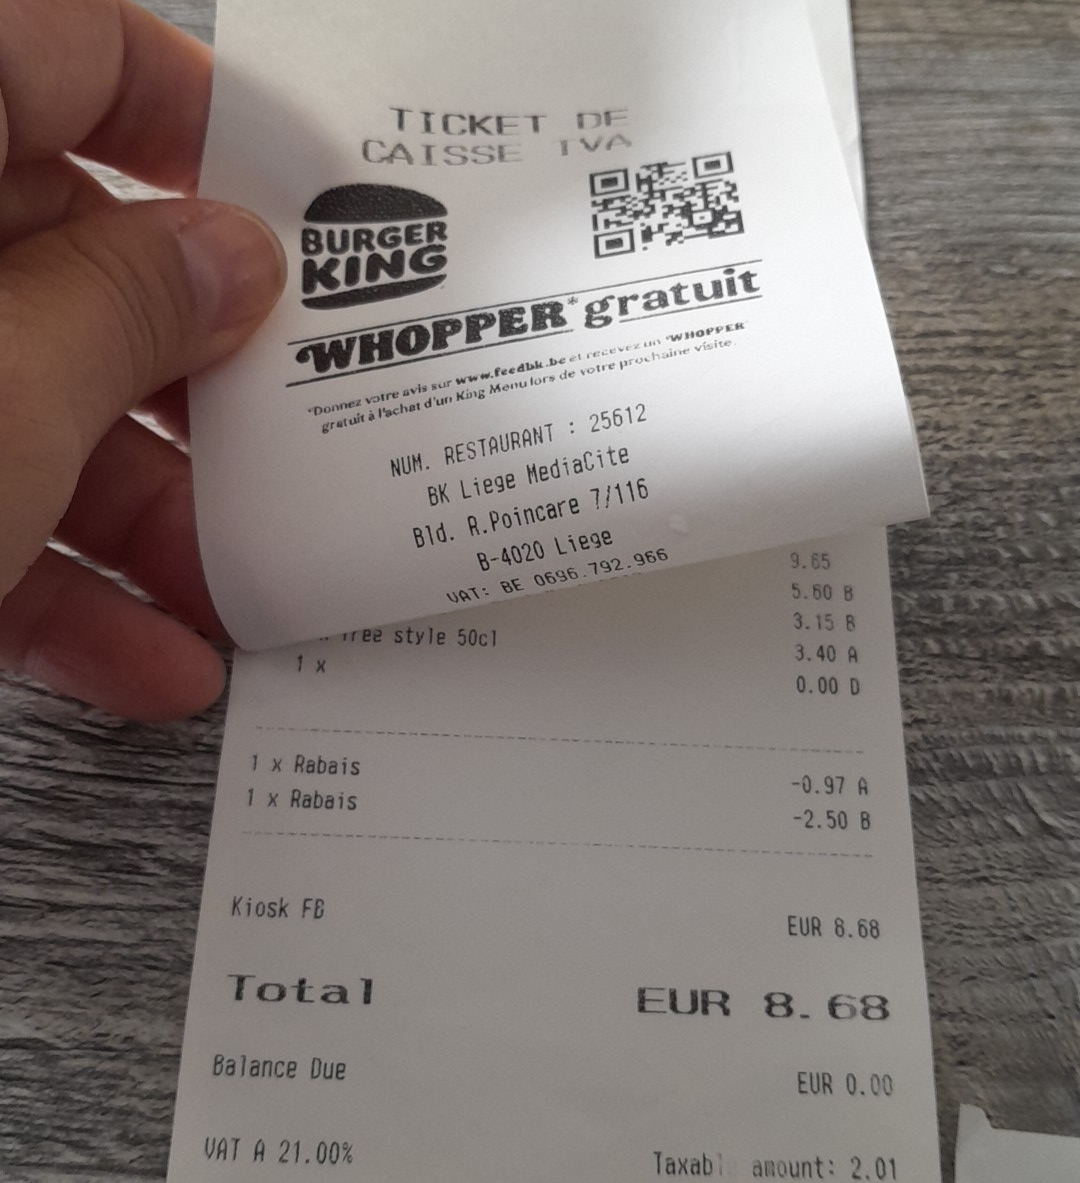 TICKET DE
CAISSE TVA
BURGER
KING
WHOPPER* gratuit
*Donnez votre avis sur www.feedbk.be et recevez un WHOPPER
gratuit à l'achat d'un King Menu lors de votre prochaine visite.
NUM. RESTAURANT : 25612
BK Liege MediaCite
Bld. R.Poincare 7/116
B-4020 Liege
VAT: BE 0696.792.966
9.65
5.60 B
3.15 B
free style 50cl 3.40 A
1 x 0.00 D
1 x Rabais -0.97 A
1 x Rabais -2.50 B
Kiosk FB EUR 8.68
Total EUR 8.68
Balance Due EUR 0.00
VAT A 21.00% Taxabl amount: 2.01